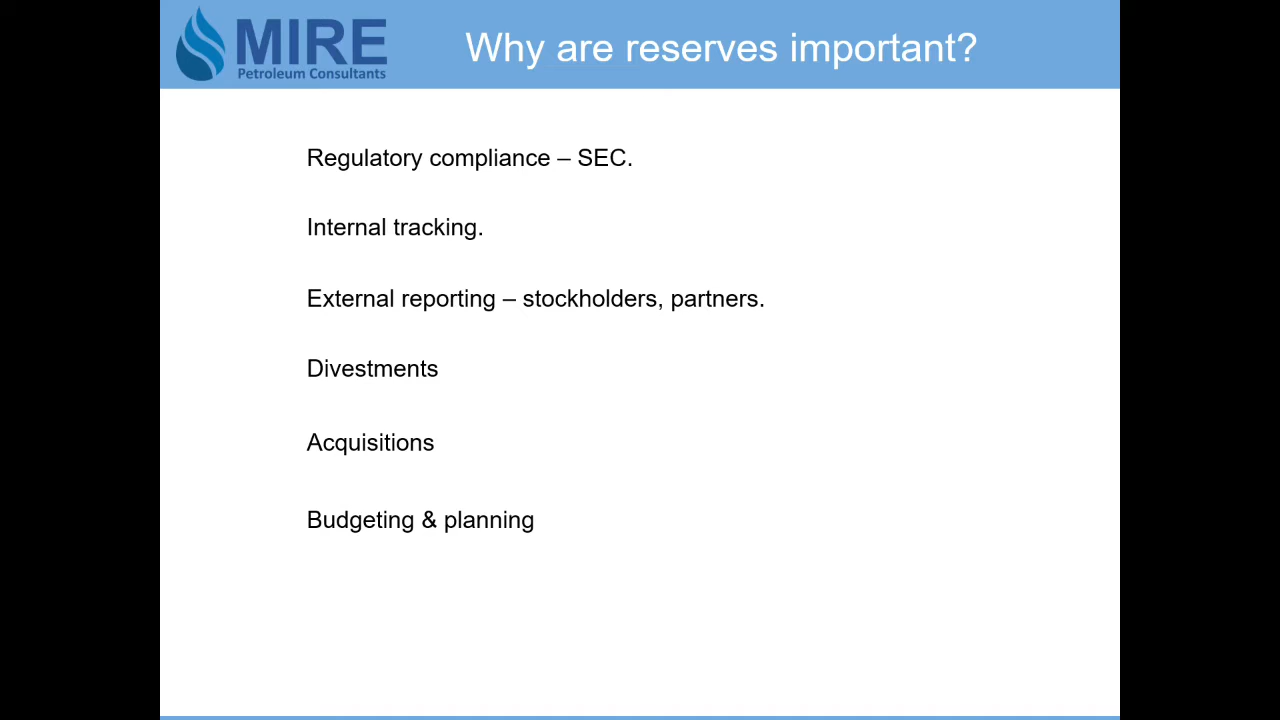 MIRE
Petroleum Consultants
Why are reserves important?
Regulatory compliance – SEC.
Internal tracking.
External reporting – stockholders, partners.
Divestments
Acquisitions
Budgeting & planning